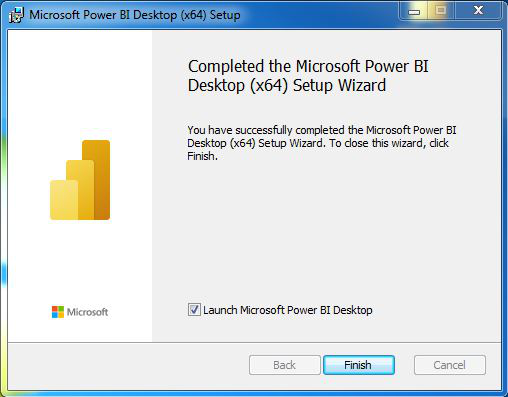 Microsoft Power BI Desktop (x64) Setup
Completed the Microsoft Power BI
Desktop (x64) Setup Wizard
You have successfully completed the Microsoft Power BI
Desktop (x64) Setup Wizard. To close this wizard, click
Finish.
Microsoft
Launch Microsoft Power BI Desktop
Back
Finish
Cancel